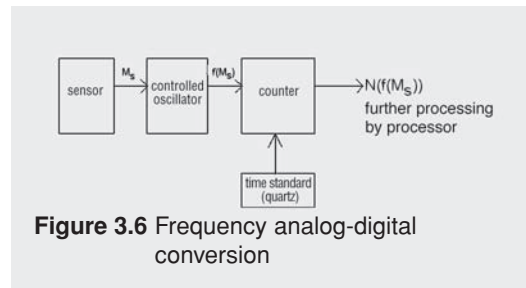 sensor
Ms
controlled
oscillator
f(Ms)
counter
N(f(Ms))
further processing
by processor
time standard
(quartz)
Figure 3.6 Frequency analog-digital
conversion